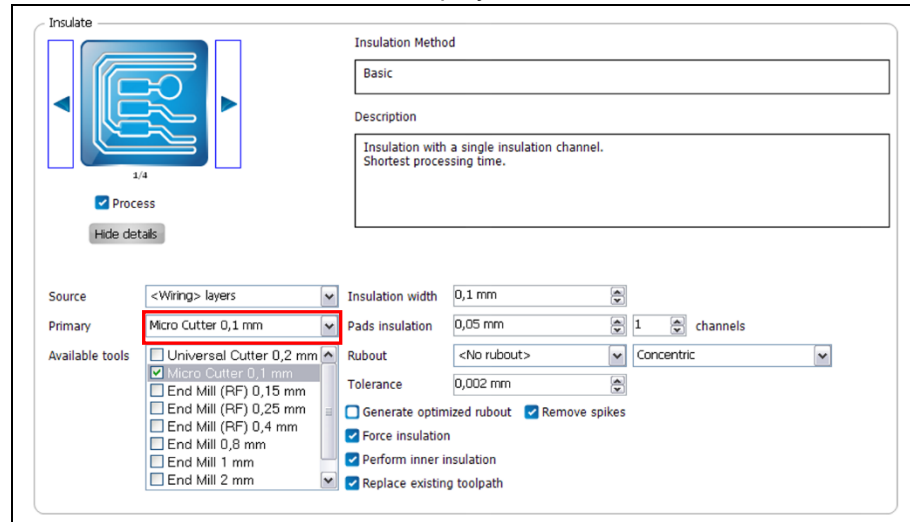 Insulate
Insulation Method
Basic
Description
Insulation with a single insulation channel.
Shortest processing time.
1/4
Process
Hide details
Source <Wiring> layers Insulation width 0,1 mm
Primary Micro Cutter 0,1 mm Pads insulation 0,05 mm 1 channels
Available tools Universal Cutter 0,2 mm Rubout <No rubout> Concentric
Micro Cutter 0,1 mm Tolerance 0,002 mm
End Mill (RF) 0,15 mm
End Mill (RF) 0,25 mm Generate optimized rubout Remove spikes
End Mill (RF) 0,4 mm Force insulation
End Mill 0,8 mm
End Mill 1 mm Perform inner insulation
End Mill 2 mm Replace existing toolpath